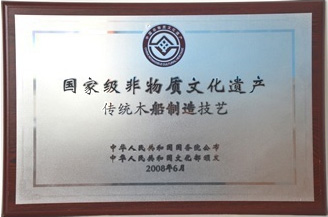 国家级非物质文化遗产
传统木船制造技艺
中华人民共和国国务院公布
中华人民共和国文化部颁发
2008年6月